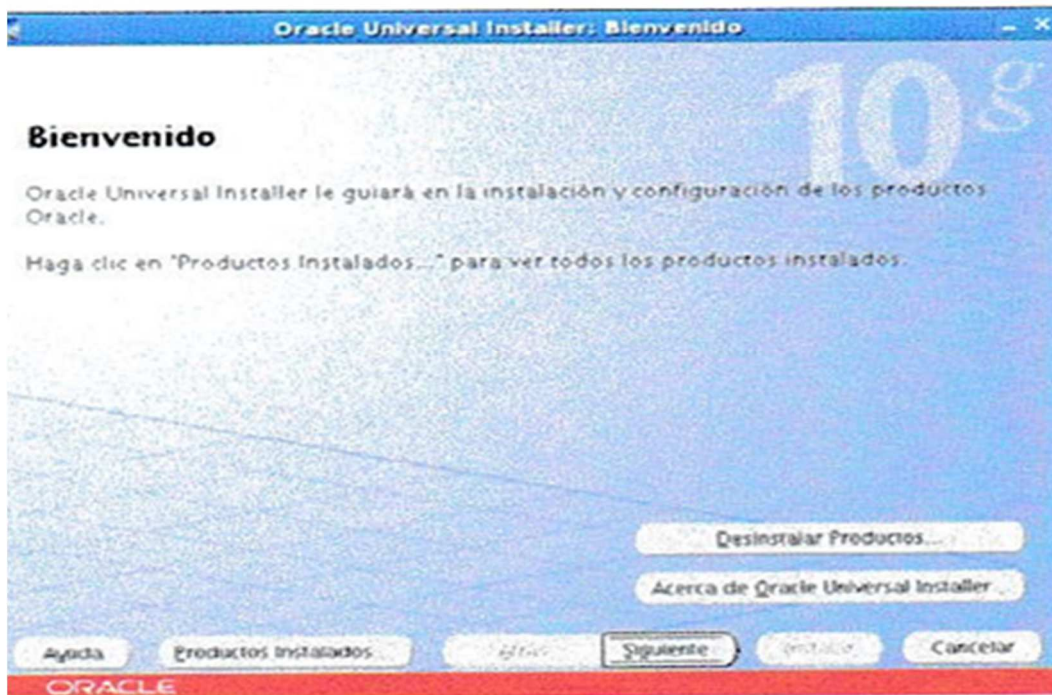 Oracle Universal Installer: Bienvenido
10g
Bienvenido
Oracle Universal Installer le guiará en la instalación y configuración de los productos
Oracle.
Haga clic en "Productos Instalados..." para ver todos los productos instalados.
Desinstalar Productos...
Acerca de Oracle Universal Installer...
Ayuda
Productos Instalados...
Atrás
Siguiente
Instalar
Cancelar
ORACLE